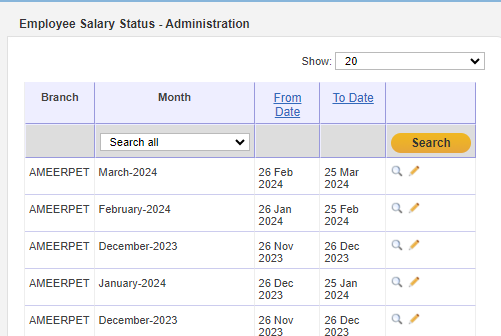 Employee Salary Status - Administration
Show: 20
Branch Month From Date To Date
Search all Search
AMEERPET March-2024 26 Feb 2024 25 Mar 2024
AMEERPET February-2024 26 Jan 2024 25 Feb 2024
AMEERPET December-2023 26 Nov 2023 26 Dec 2023
AMEERPET January-2024 26 Dec 2023 25 Jan 2024
AMEERPET December-2023 26 Nov 2023 26 Dec 2023